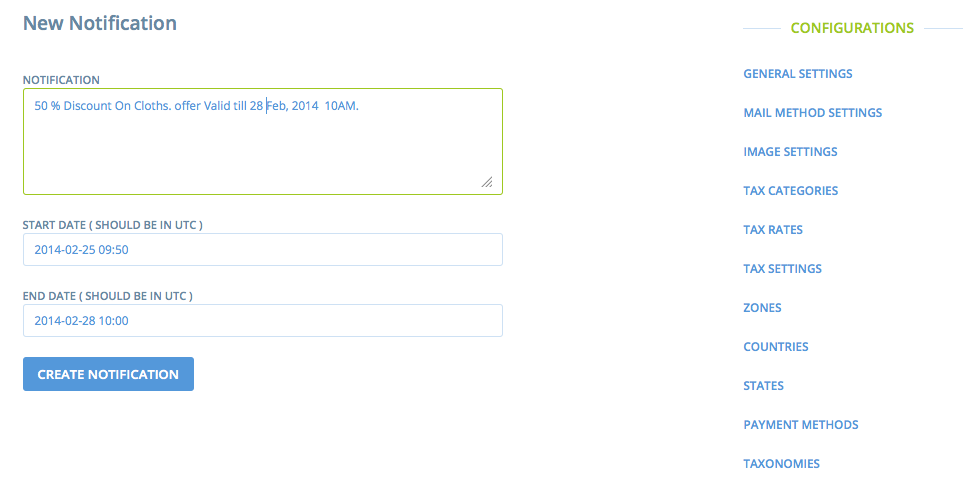 New Notification
NOTIFICATION
50 % Discount On Cloths. offer Valid till 28 Feb, 2014  10AM.
START DATE ( SHOULD BE IN UTC )
2014-02-25 09:50
END DATE ( SHOULD BE IN UTC )
2014-02-28 10:00
CREATE NOTIFICATION
CONFIGURATIONS
GENERAL SETTINGS
MAIL METHOD SETTINGS
IMAGE SETTINGS
TAX CATEGORIES
TAX RATES
TAX SETTINGS
ZONES
COUNTRIES
STATES
PAYMENT METHODS
TAXONOMIES